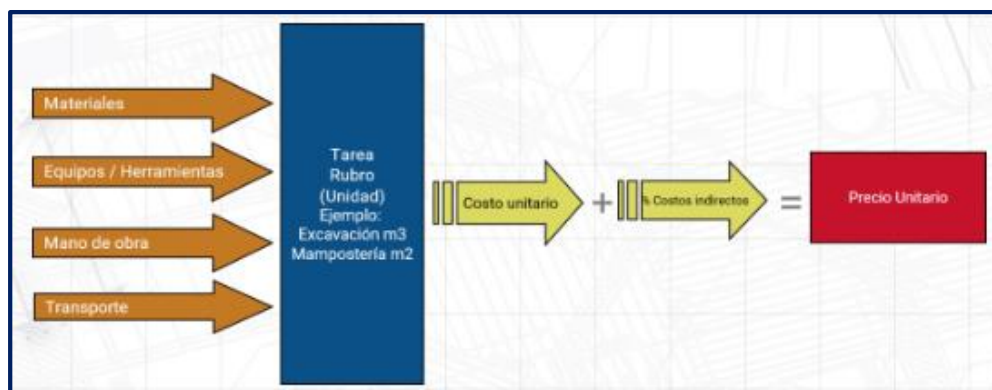 Materiales
Equipos / Herramientas
Mano de obra
Transporte
Tarea
Rubro
(Unidad)
Ejemplo:
Excavación m3
Mampostería m2
Costo unitario
+
% Costos indirectos
=
Precio Unitario